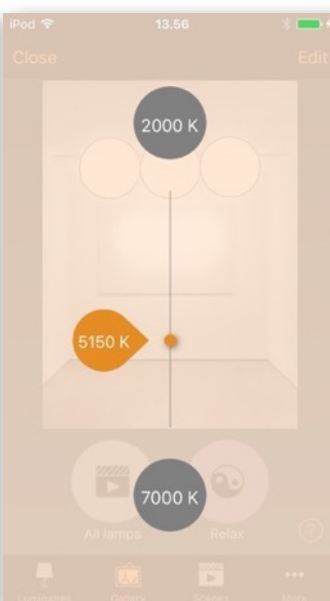 iPod 13.56
Close Edit
2000 K
5150 K
7000 K
All lamps Relax
?
Luminaires Gallery Scenes More